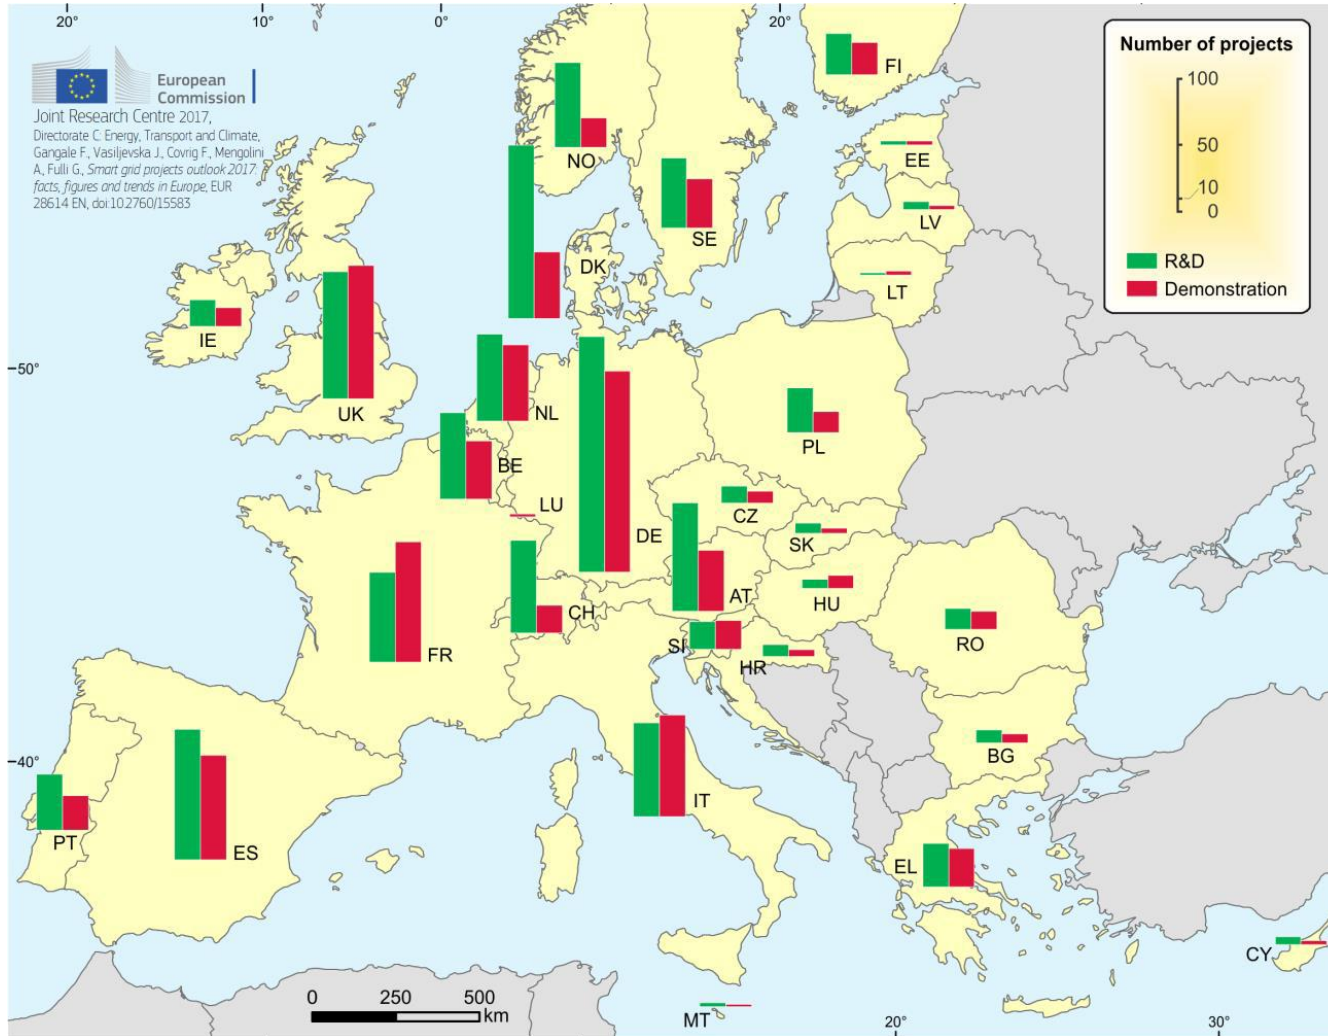 20°
10°
0°
20°
European
Commission
Joint Research Centre 2017,
Directorate C: Energy, Transport and Climate,
Gangale F., Vasiljevska J., Covrig F., Mengolini
A., Fulli G., Smart grid projects outlook 2017:
facts, figures and trends in Europe, EUR
28614 EN, doi:10.2760/15583
Number of projects
100
50
10
0
R&D
Demonstration
FI
NO
EE
SE
LV
DK
LT
IE
50°
UK
NL
PL
BE
LU
CZ
DE
SK
AT
HU
CH
RO
SI
FR
HR
BG
40°
IT
PT
ES
EL
CY
0 250 500
km
MT
20°
30°